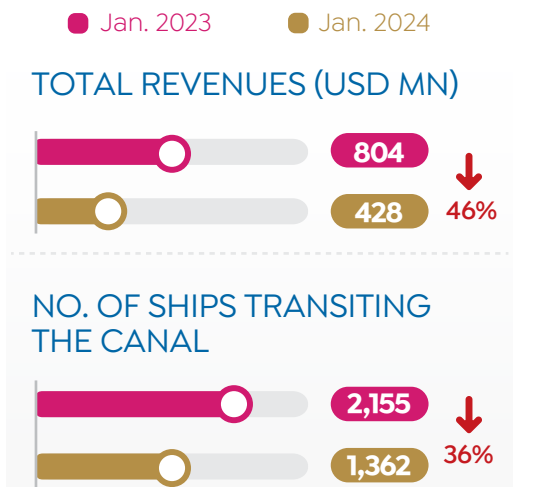 Jan. 2023 Jan. 2024
TOTAL REVENUES (USD MN)
804
428
46%
NO. OF SHIPS TRANSITING
THE CANAL
2,155
1,362
36%